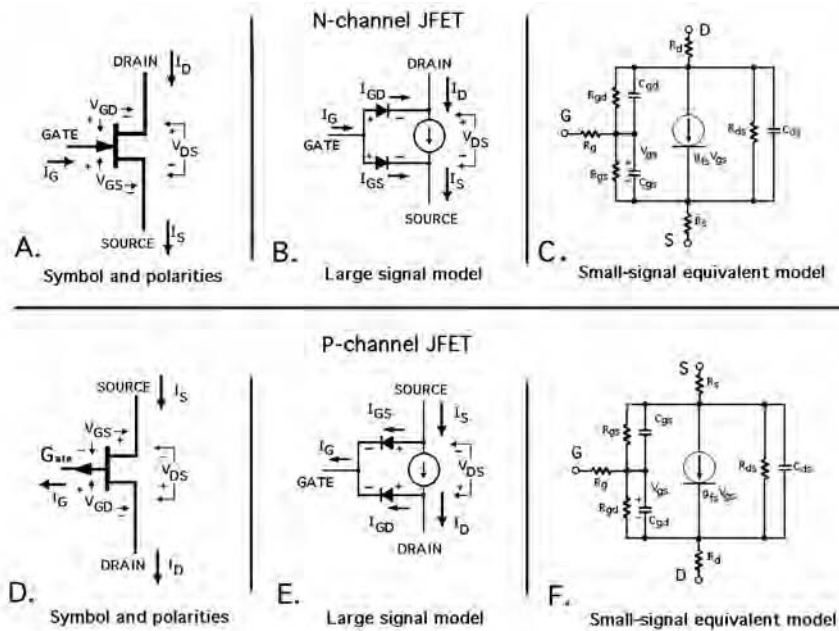 N-channel JFET
DRAIN
I_D
V_GD
GATE
I_G
V_GS
V_DS
SOURCE
I_S
A.
Symbol and polarities
DRAIN
I_GD
I_D
I_G
GATE
V_DS
I_GS
I_S
SOURCE
B.
Large signal model
D
R_d
C_gd
R_gd
G
R_g
V_gs
R_gs
C_gs
g_fs V_gs
R_ds
C_ds
R_s
S
C.
Small-signal equivalent model
P-channel JFET
SOURCE
I_S
V_GS
Gate
V_DS
I_G
V_GD
DRAIN
I_D
D.
Symbol and polarities
SOURCE
I_GS
I_S
I_G
GATE
V_DS
I_GD
I_D
DRAIN
E.
Large signal model
S
R_s
R_gs
C_gs
G
R_g
V_gs
R_gd
C_gd
g_fs V_gs
R_ds
C_ds
R_d
D
F.
Small-signal equivalent model